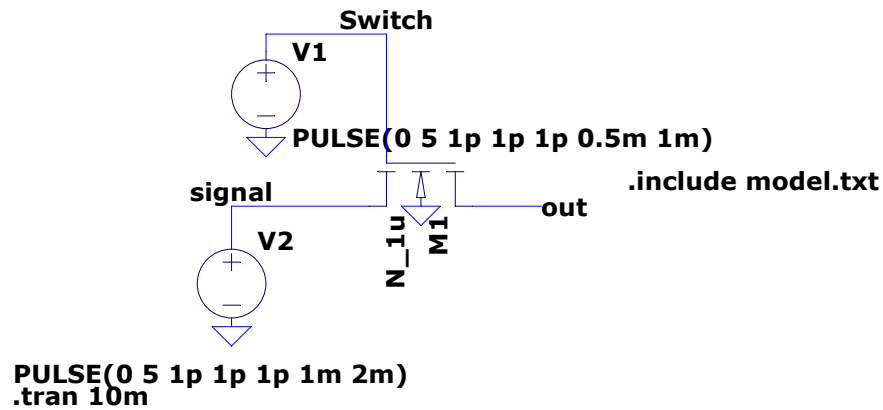 Switch
V1
PULSE(0 5 1p 1p 1p 0.5m 1m)
.include model.txt
signal
out
V2
N_1u
M1
PULSE(0 5 1p 1p 1p 1m 2m)
.tran 10m